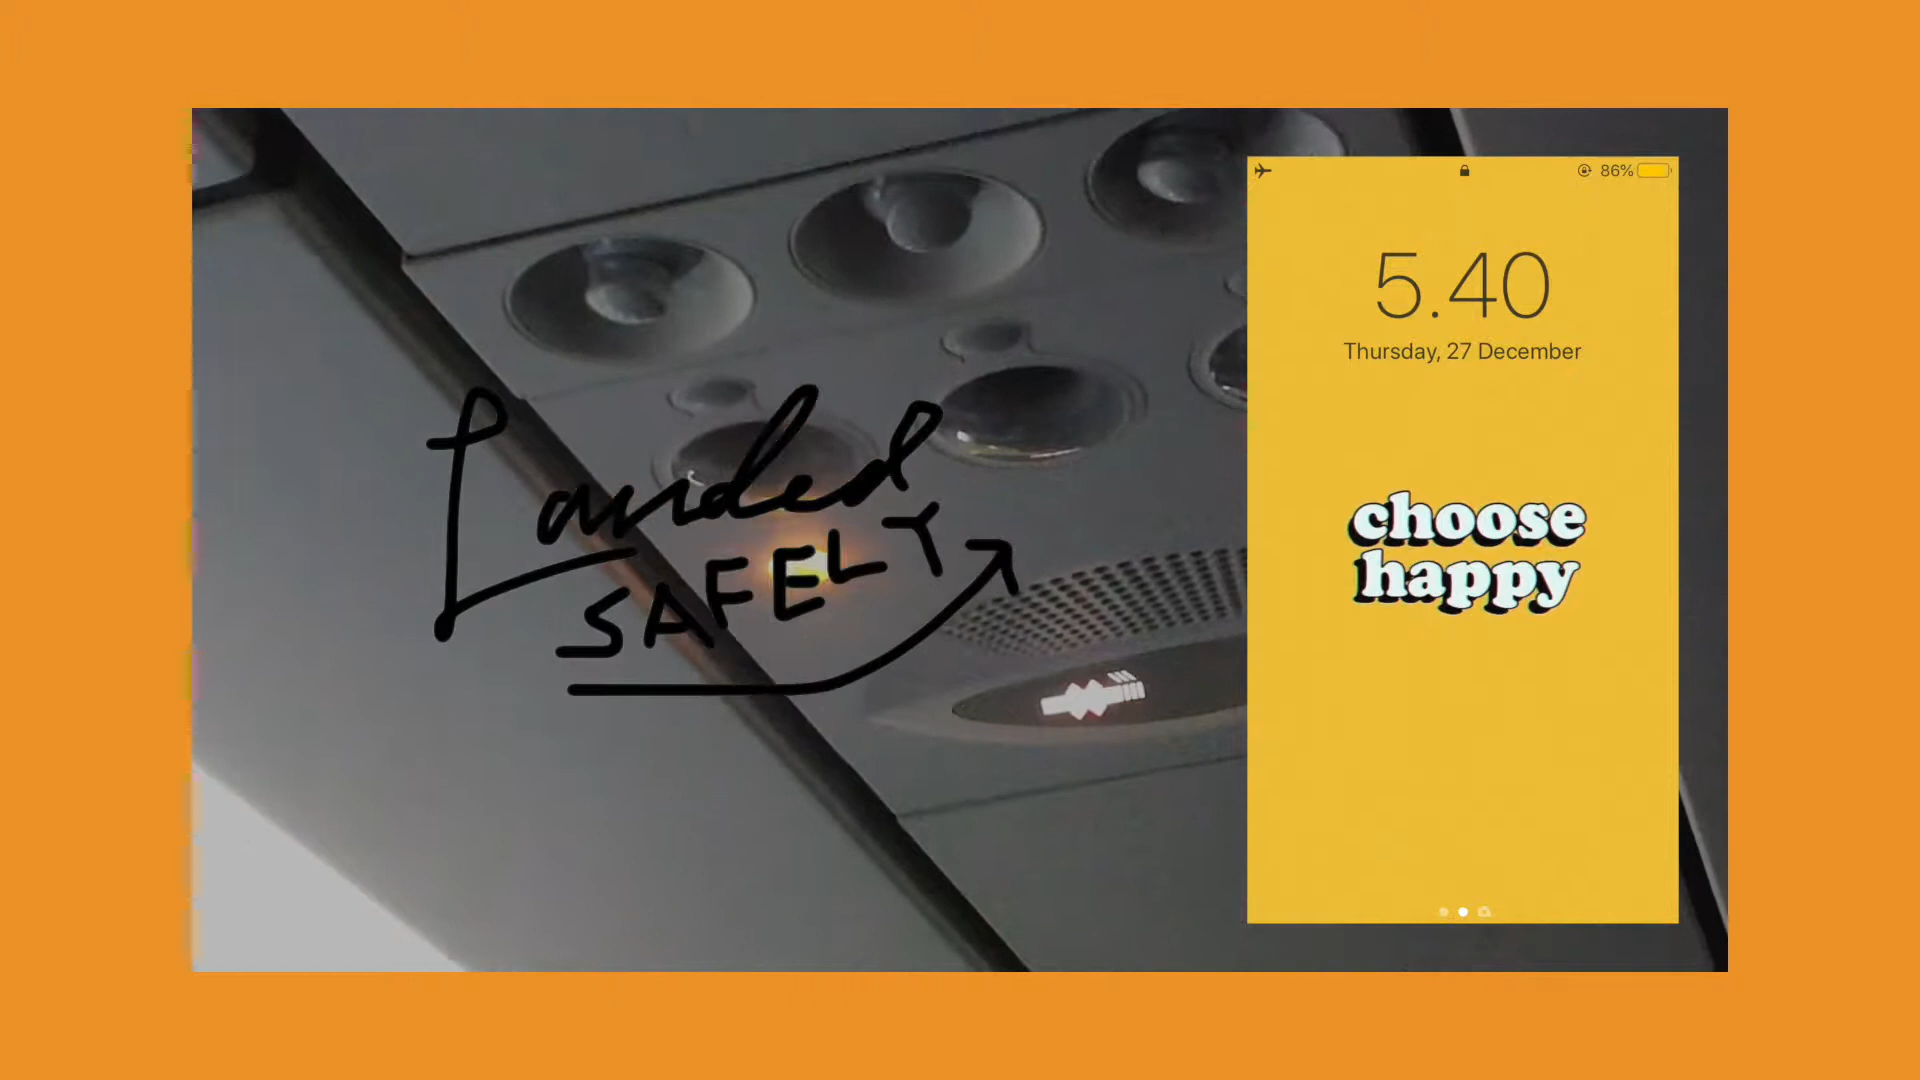 Landed
SAFELY
86%
5.40
Thursday, 27 December
choose
happy